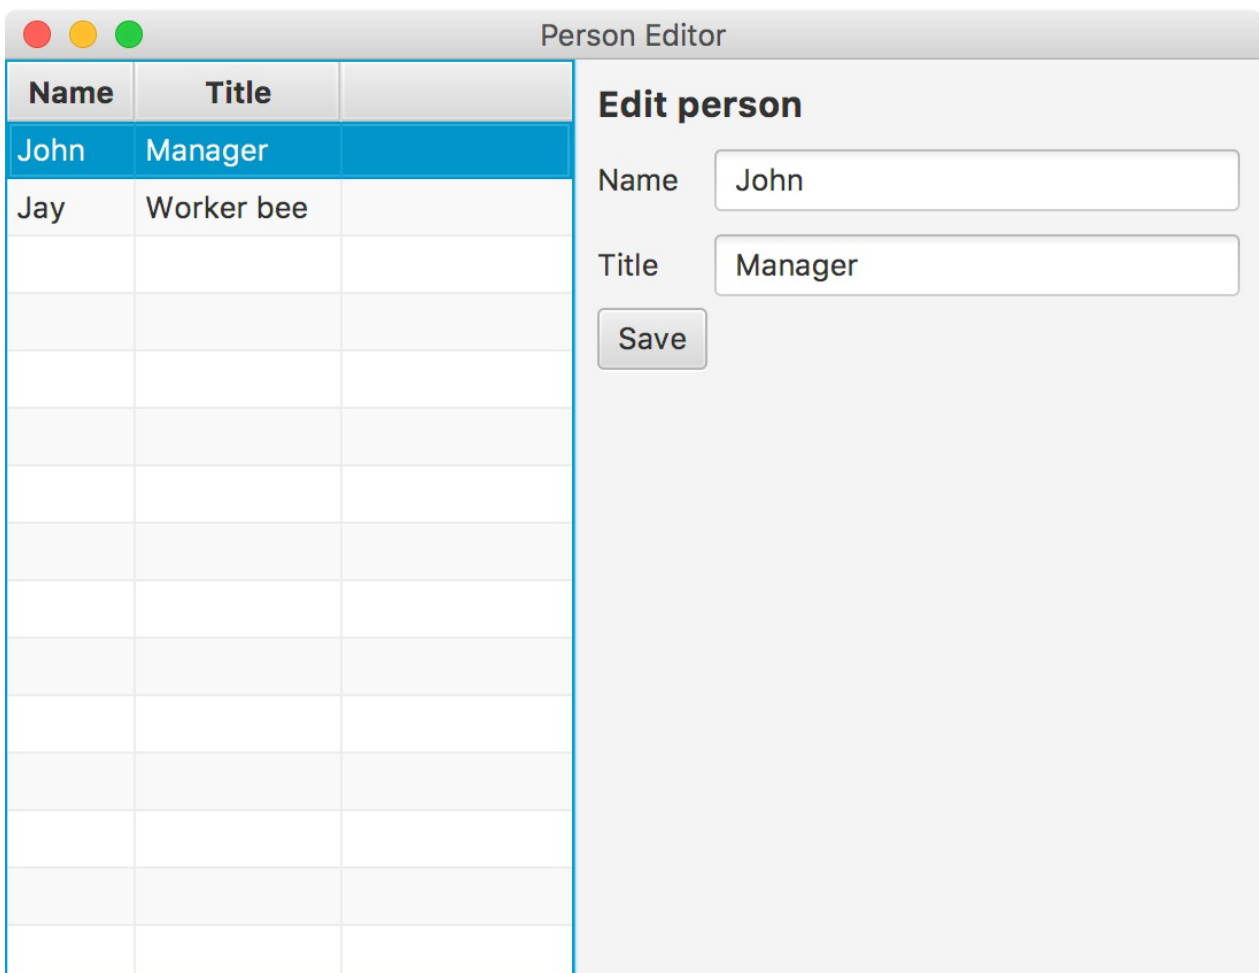 Person Editor
Name Title
John Manager
Jay Worker bee
Edit person
Name John
Title Manager
Save